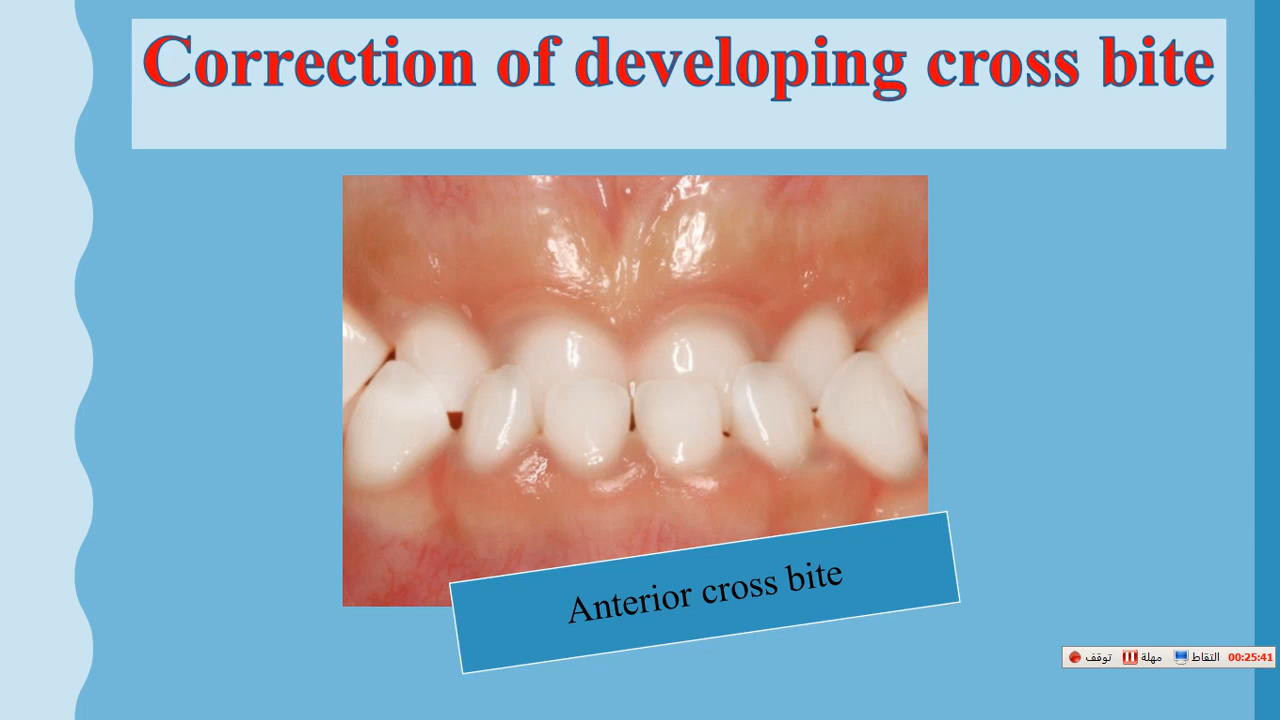 Correction of developing cross bite
Anterior cross bite
توقف مهلة التقاط 00:25:41